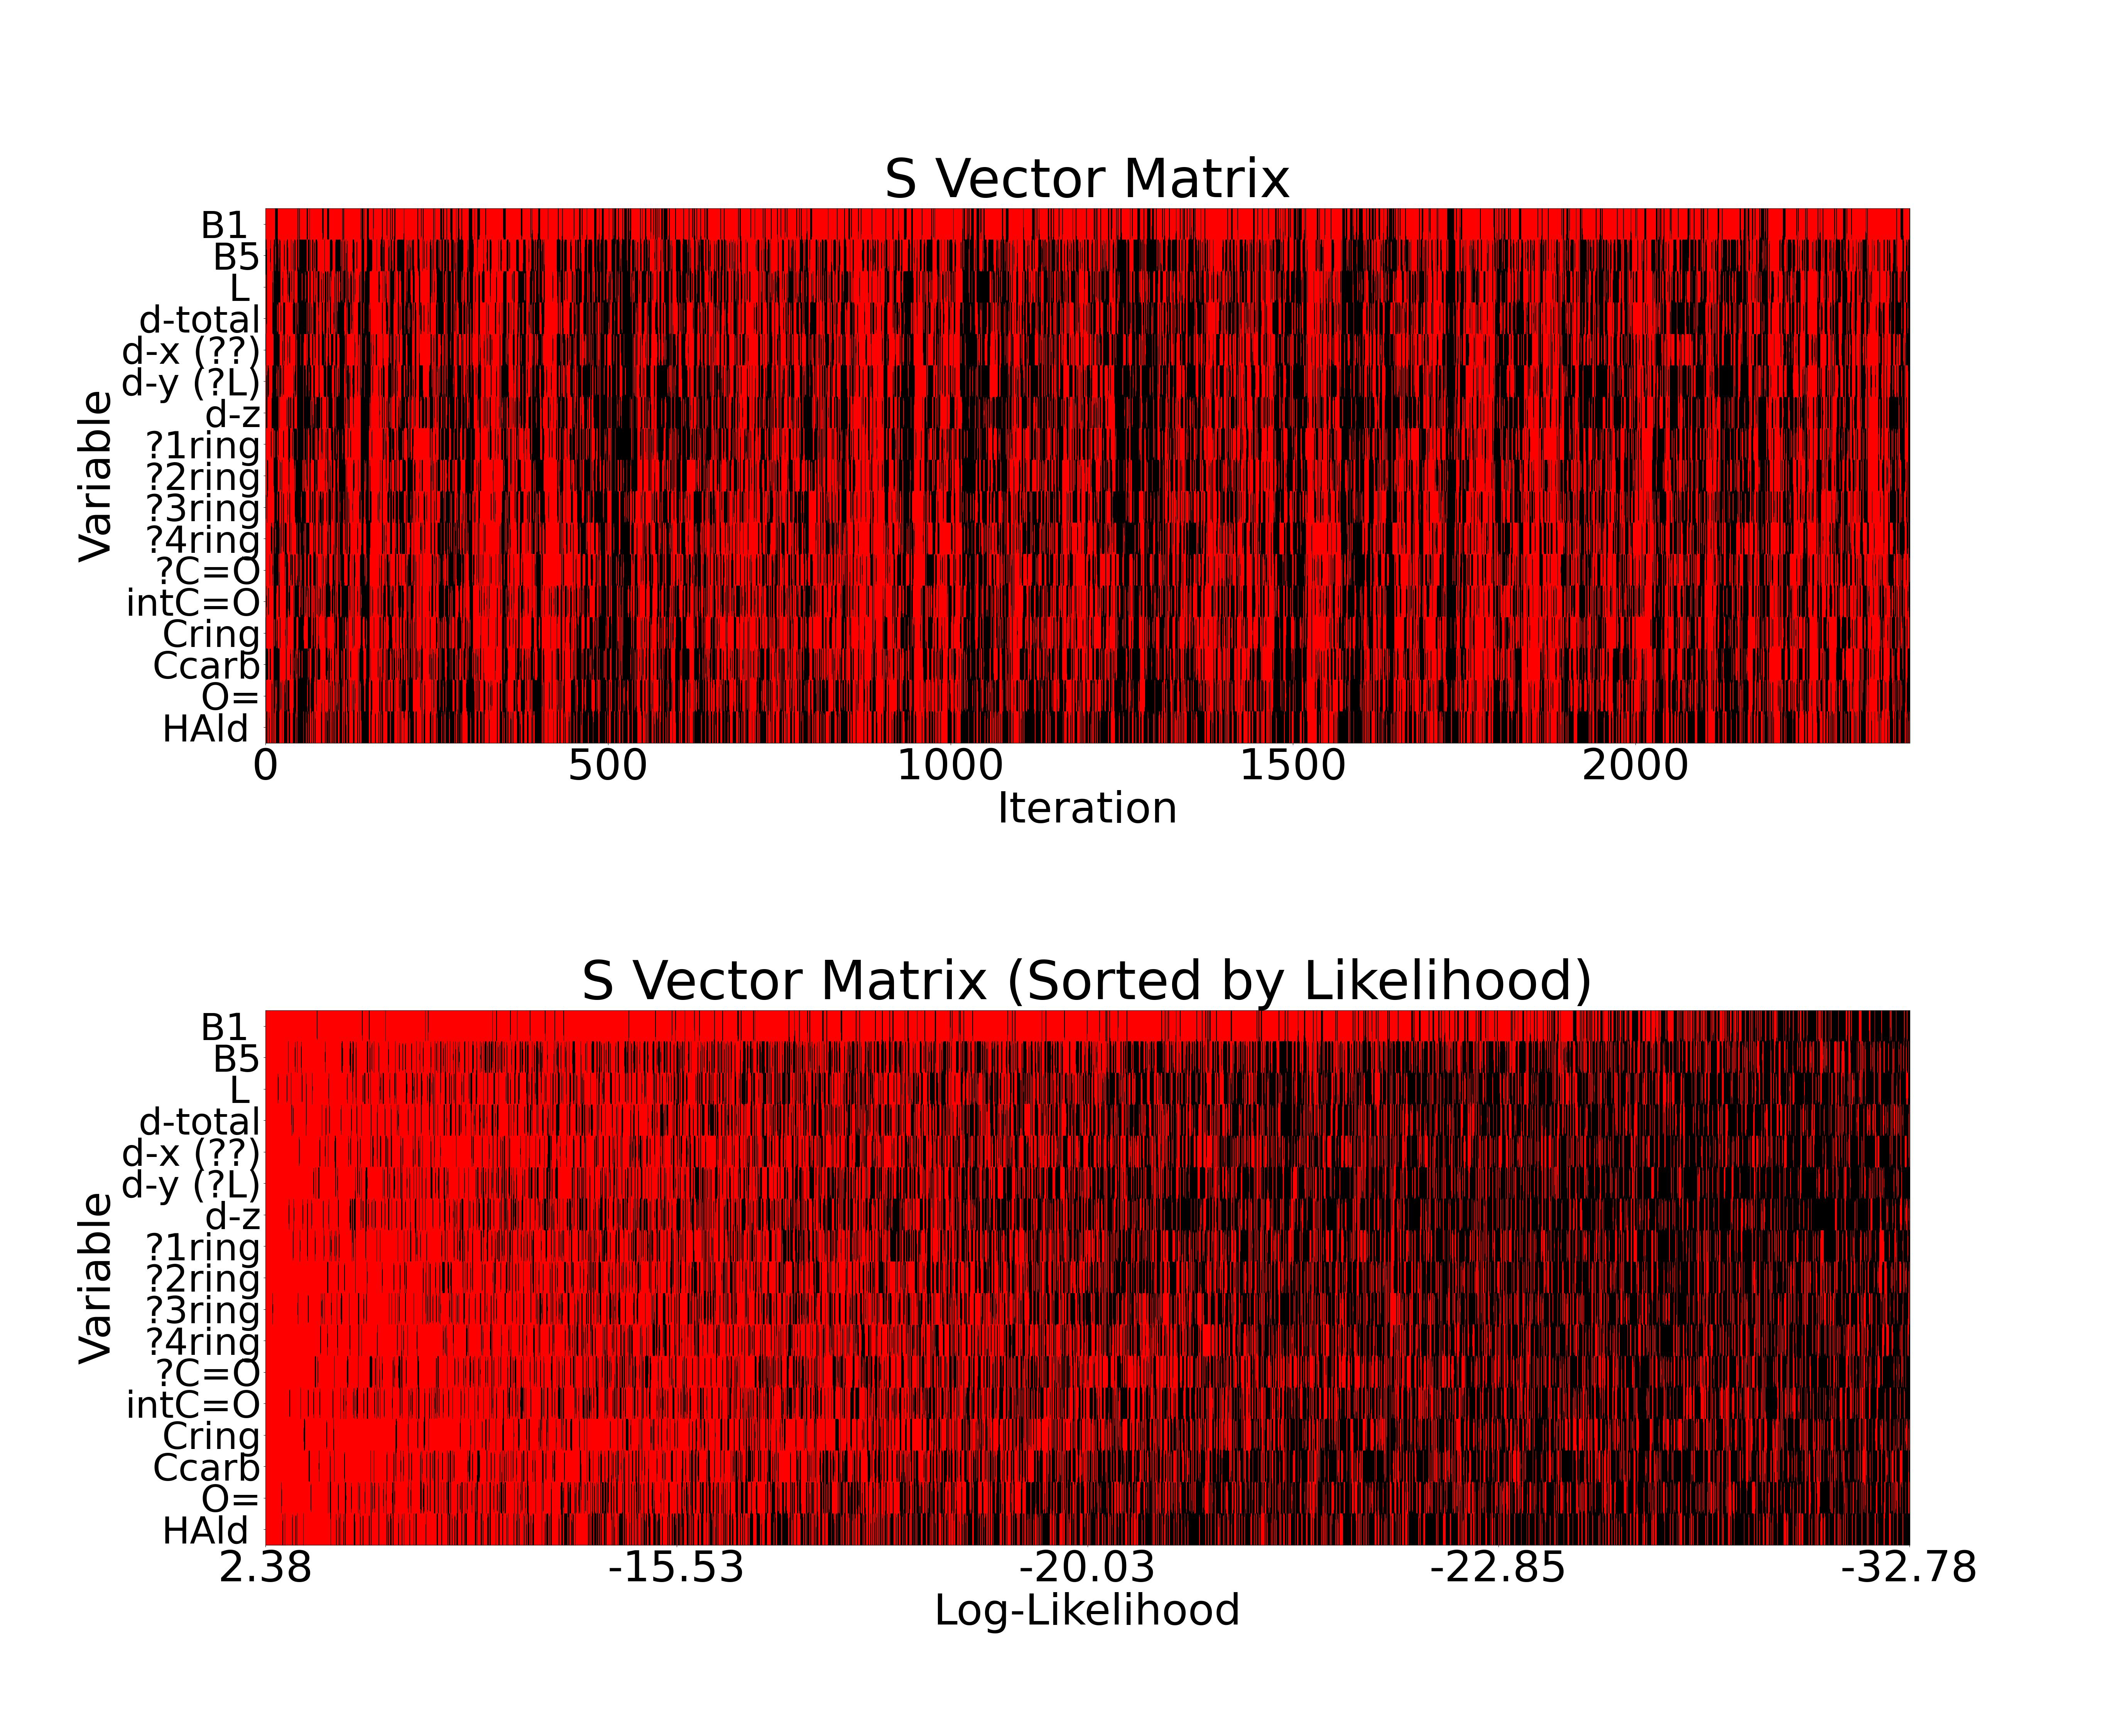 S Vector Matrix
Variable
B1
B5
L
d-total
d-x (??)
d-y (?L)
d-z
?1ring
?2ring
?3ring
?4ring
?C=O
intC=O
Cring
Ccarb
O=
HAld
0 500 1000 1500 2000
Iteration
S Vector Matrix (Sorted by Likelihood)
Variable
B1
B5
L
d-total
d-x (??)
d-y (?L)
d-z
?1ring
?2ring
?3ring
?4ring
?C=O
intC=O
Cring
Ccarb
O=
HAld
2.38 -15.53 -20.03 -22.85 -32.78
Log-Likelihood